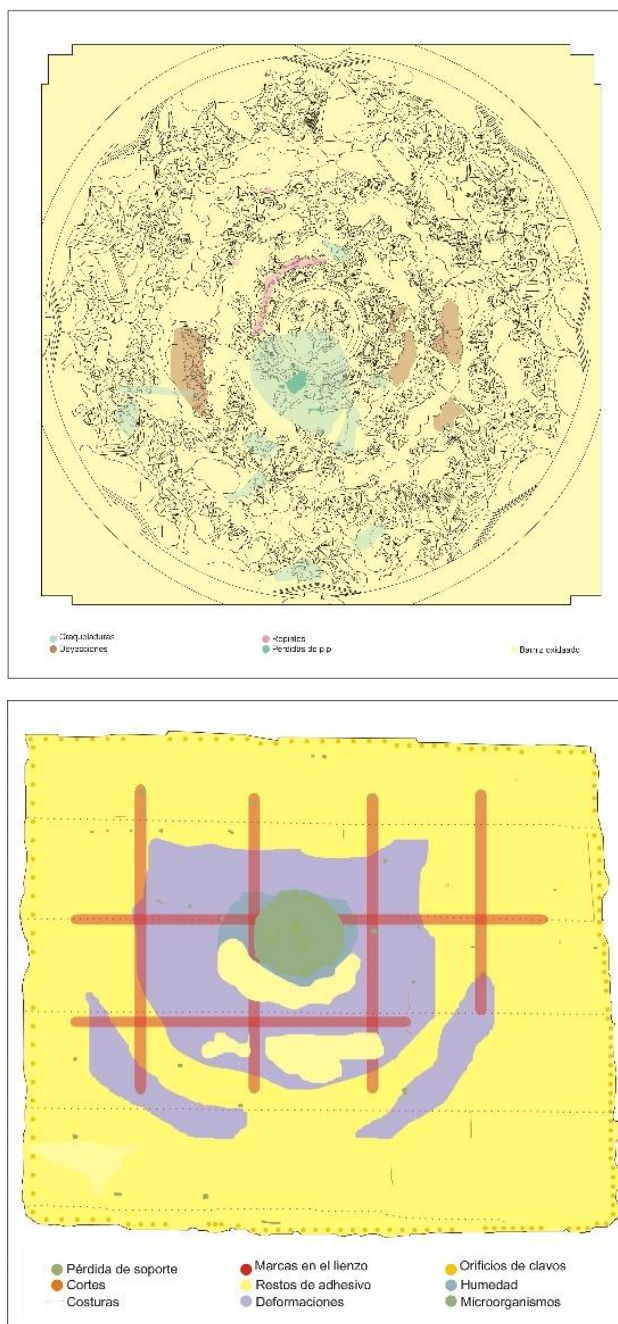 Craqueladuras Repintes Barniz oxidado
Deyecciones Pérdidas de p.p
Pérdida de soporte Marcas en el lienzo Orificios de clavos
Cortes Restos de adhesivo Humedad
Costuras Deformaciones Microorganismos